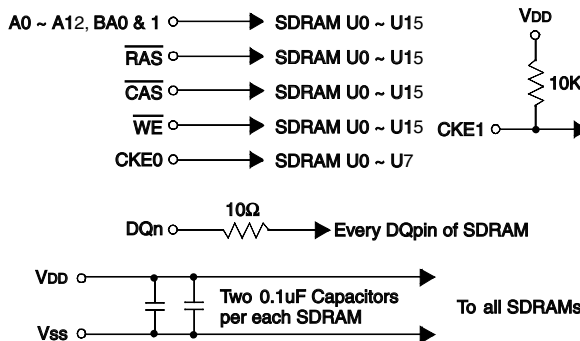 A0 ~ A12, BA0 & 1 SDRAM U0 ~ U15
RAS SDRAM U0 ~ U15
CAS SDRAM U0 ~ U15
WE SDRAM U0 ~ U15
CKE0 SDRAM U0 ~ U7
VDD
10K
CKE1
10Ω
DQn Every DQpin of SDRAM
VDD
Two 0.1uF Capacitors
per each SDRAM
To all SDRAMs
Vss